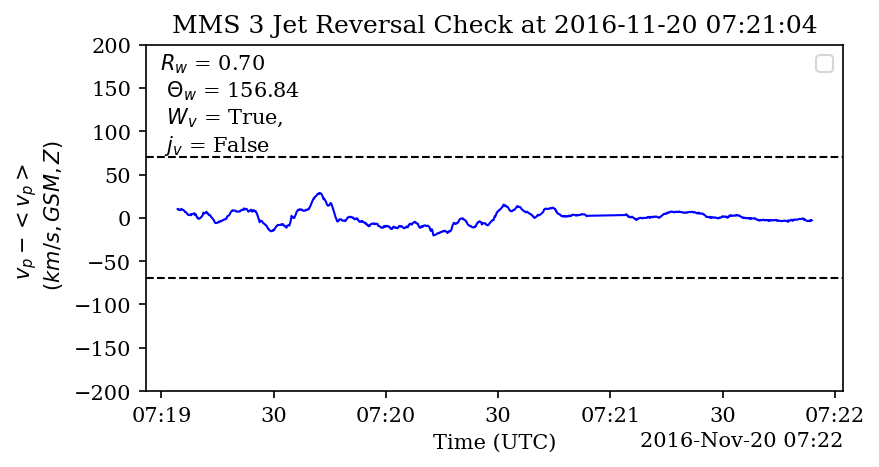 MMS 3 Jet Reversal Check at 2016-11-20 07:21:04
R_w = 0.70
Θ_w = 156.84
W_v = True,
j_v = False
v_p − < v_p >
(km/s, GSM, Z)
200
150
100
50
0
−50
−100
−150
−200
07:19 30 07:20 30 07:21 30 07:22
Time (UTC)
2016-Nov-20 07:22